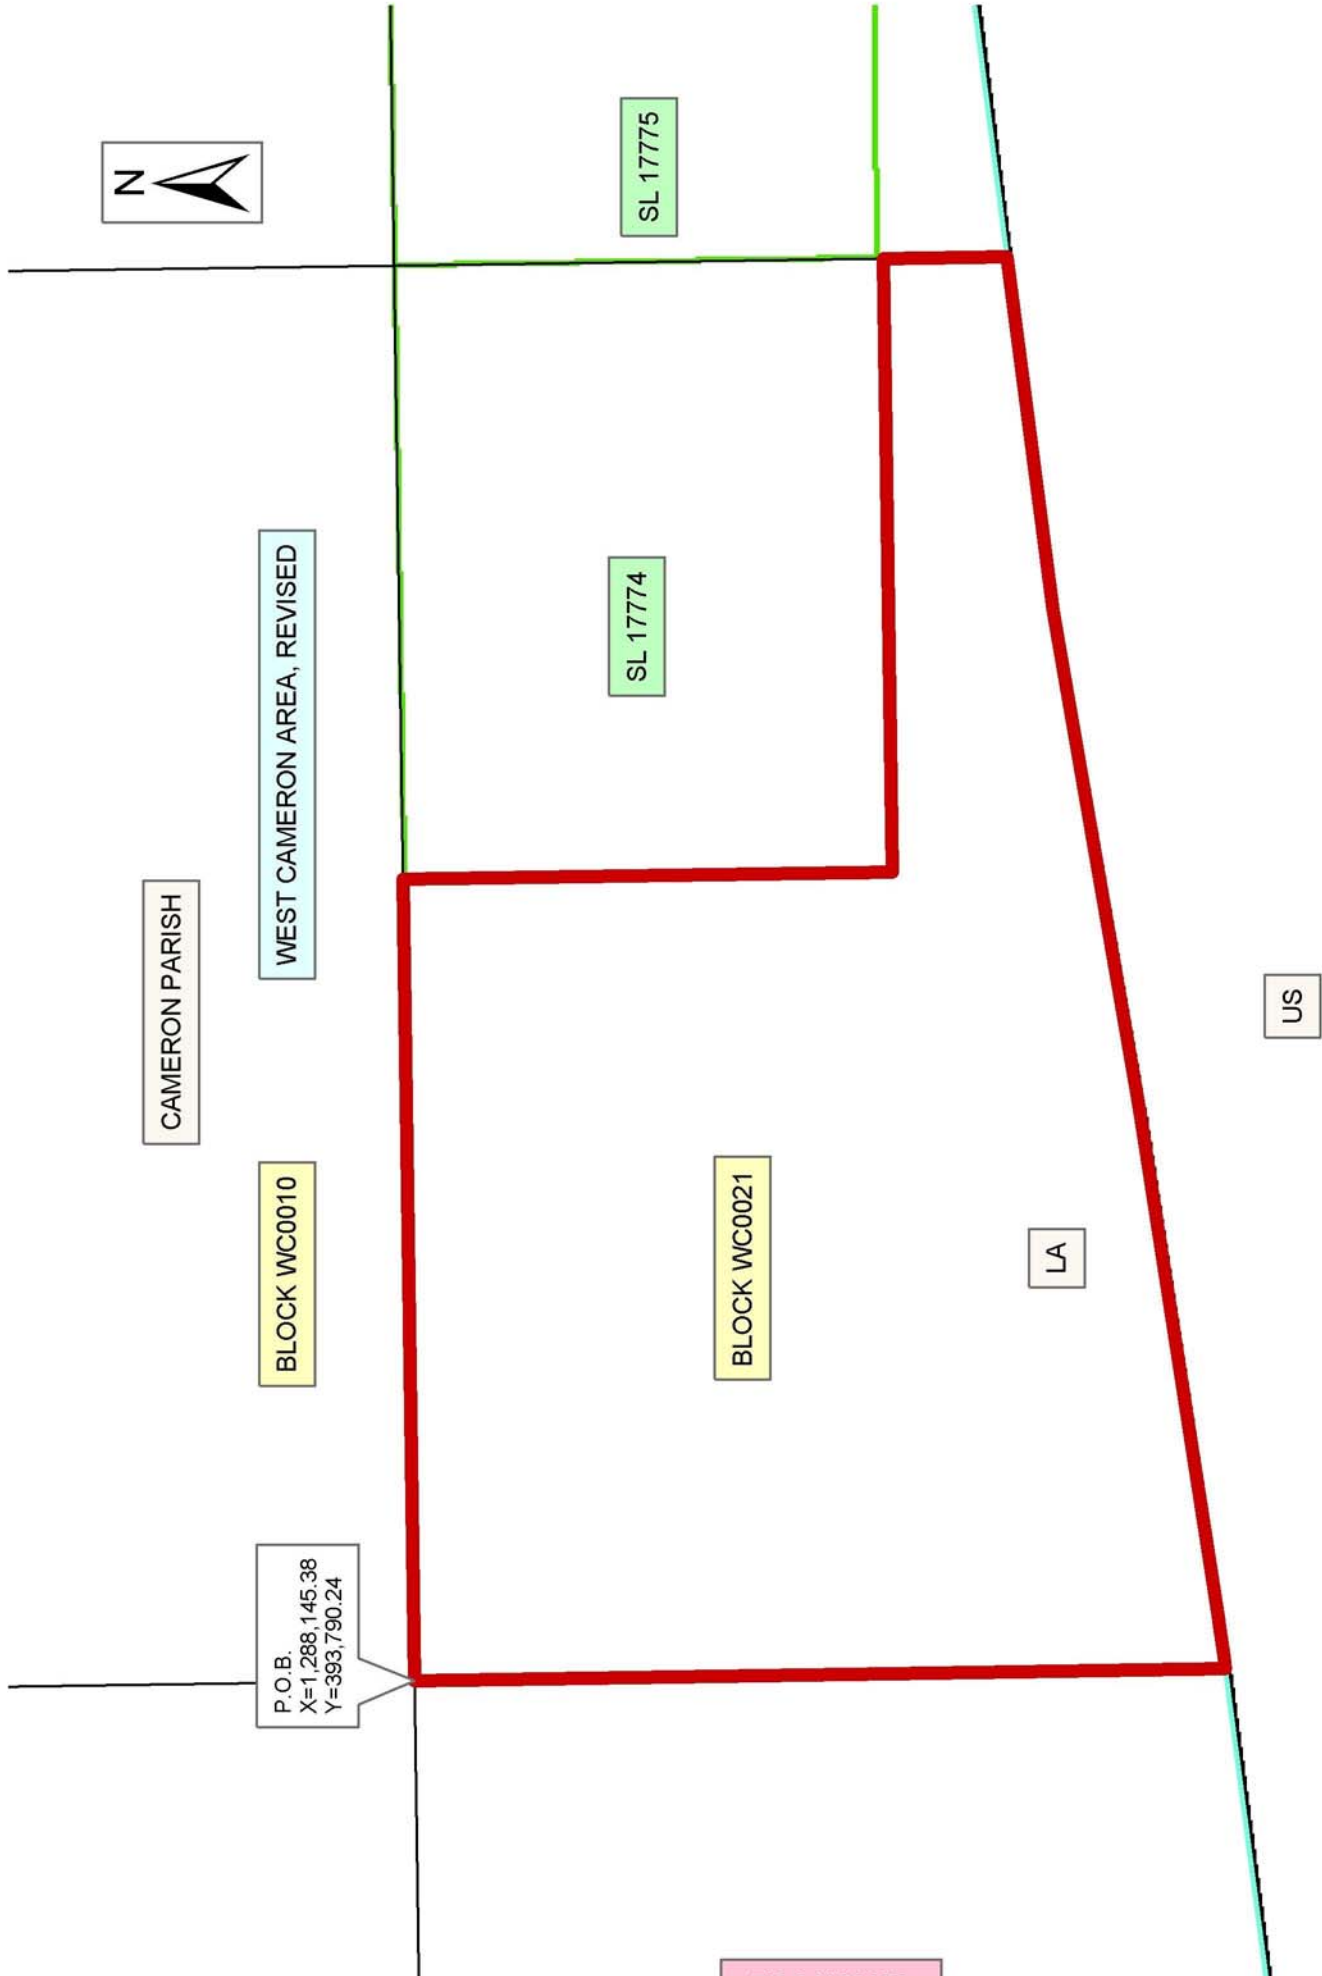 CAMERON PARISH
N
P.O.B.
X=1,288,145.38
Y=393,790.24
BLOCK WC0010
WEST CAMERON AREA, REVISED
SL 17774
SL 17775
BLOCK WC0021
LA
US